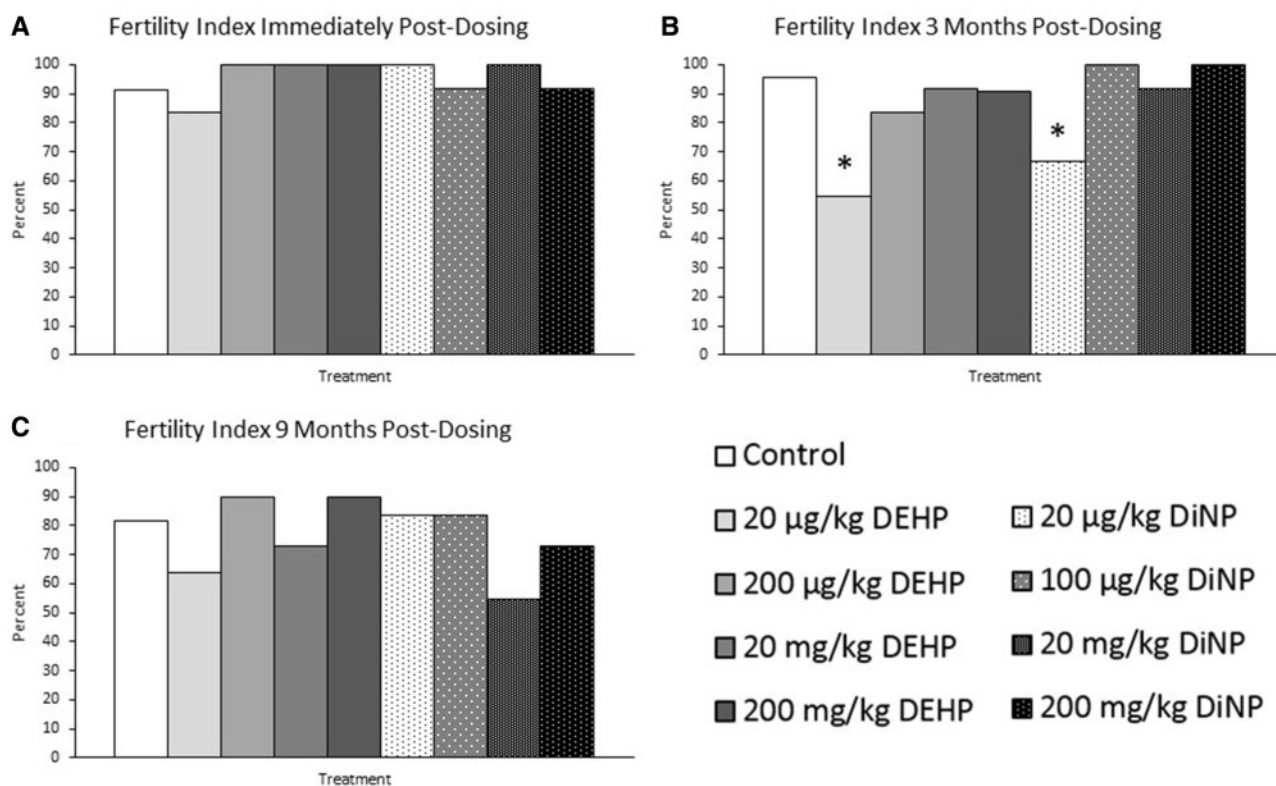 A
Fertility Index Immediately Post-Dosing
100
90
80
70
60
50
40
30
20
10
0
Percent
Treatment
B
Fertility Index 3 Months Post-Dosing
100
90
80
70
60
50
40
30
20
10
0
Percent
*
*
Treatment
C
Fertility Index 9 Months Post-Dosing
100
90
80
70
60
50
40
30
20
10
0
Percent
Treatment
Control
20 µg/kg DEHP
200 µg/kg DEHP
20 mg/kg DEHP
200 mg/kg DEHP
20 µg/kg DiNP
100 µg/kg DiNP
20 mg/kg DiNP
200 mg/kg DiNP